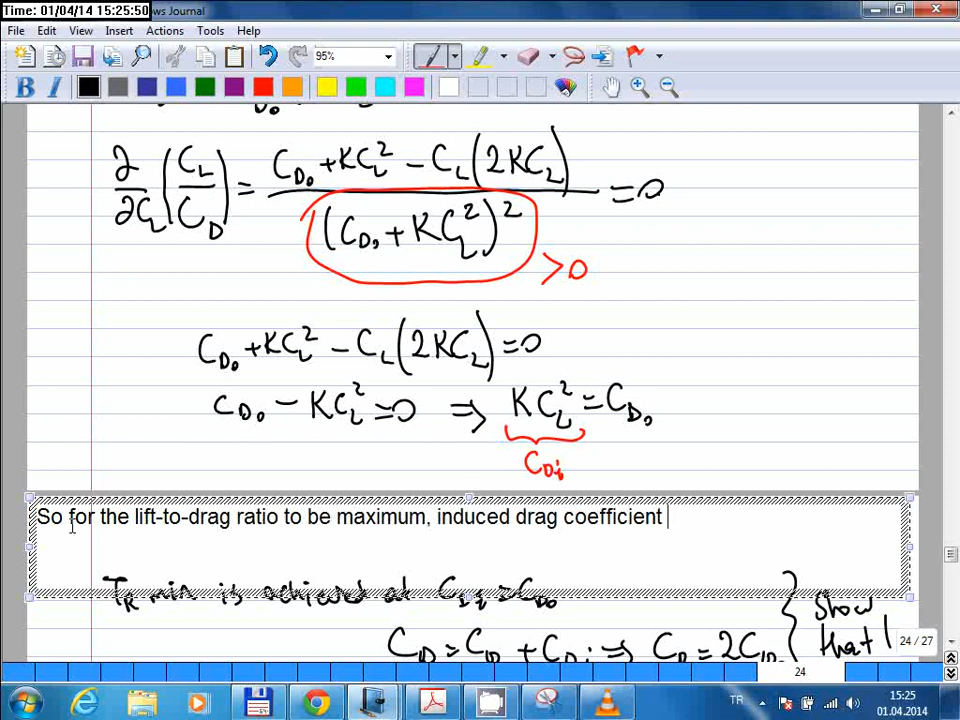 Time: 01/04/14 15:25:50
ws Journal
File Edit View Insert Actions Tools Help
95%
B I
∂/∂C_L (C_L/C_D) = (C_D₀ + KC_L² − C_L(2KC_L)) / (C_D₀ + KC_L²)² = 0
> 0
C_D₀ + KC_L² − C_L(2KC_L) = 0
C_D₀ − KC_L² = 0 ⇒ KC_L² = C_D₀
C_Di
So for the lift-to-drag ratio to be maximum, induced drag coefficient
T_R min is achieved at C_Di = C_D₀
Show
C_D = C_D + C_Di ⇒ C_D = 2C_D₀ that
24 / 27
24
TR
15:25
01.04.2014